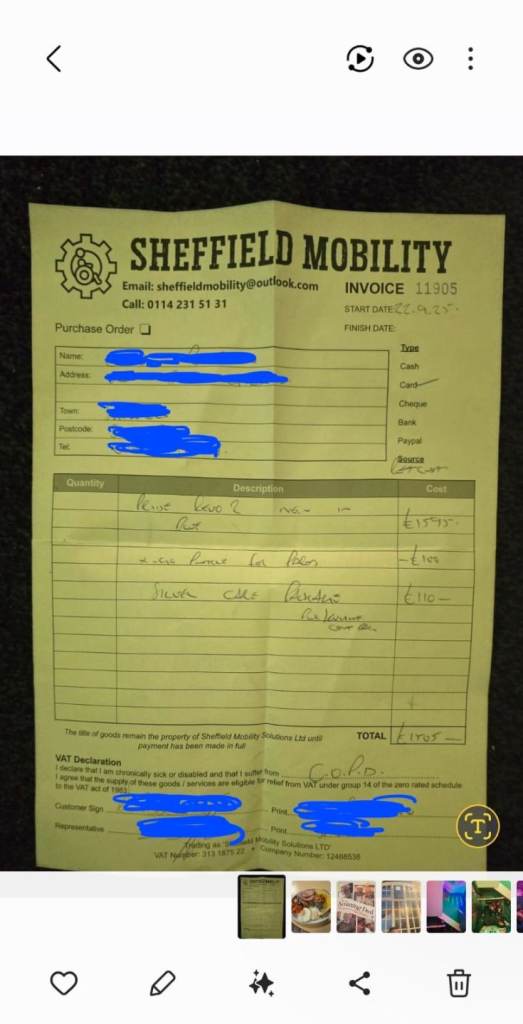 SHEFFIELD MOBILITY
Email: sheffieldmobility@outlook.com
Call: 0114 231 51 31
INVOICE 11905
START DATE: 22.9.25.
FINISH DATE:
Purchase Order
Type
Name:
Cash
Address:
Card
Cheque
Town:
Bank
Postcode:
Paypal
Tel:
Source
Quantity Description Cost
£1595.
-£100
SILVER CARE £110-
The title of goods remain the property of Sheffield Mobility Solutions Ltd until
payment has been made in full
TOTAL £1605-
VAT Declaration
I declare that I am chronically sick or disabled and that I suffer from C.O.P.D.
I agree that the supply of these goods / services are eligible for relief from VAT under group 14 of the zero rated schedule
to the VAT act of 1983.
Customer Sign Print
Representative Print
Trading as 'Sheffield Mobility Solutions LTD'
VAT Number: 313 1875 22 • Company Number: 12468538